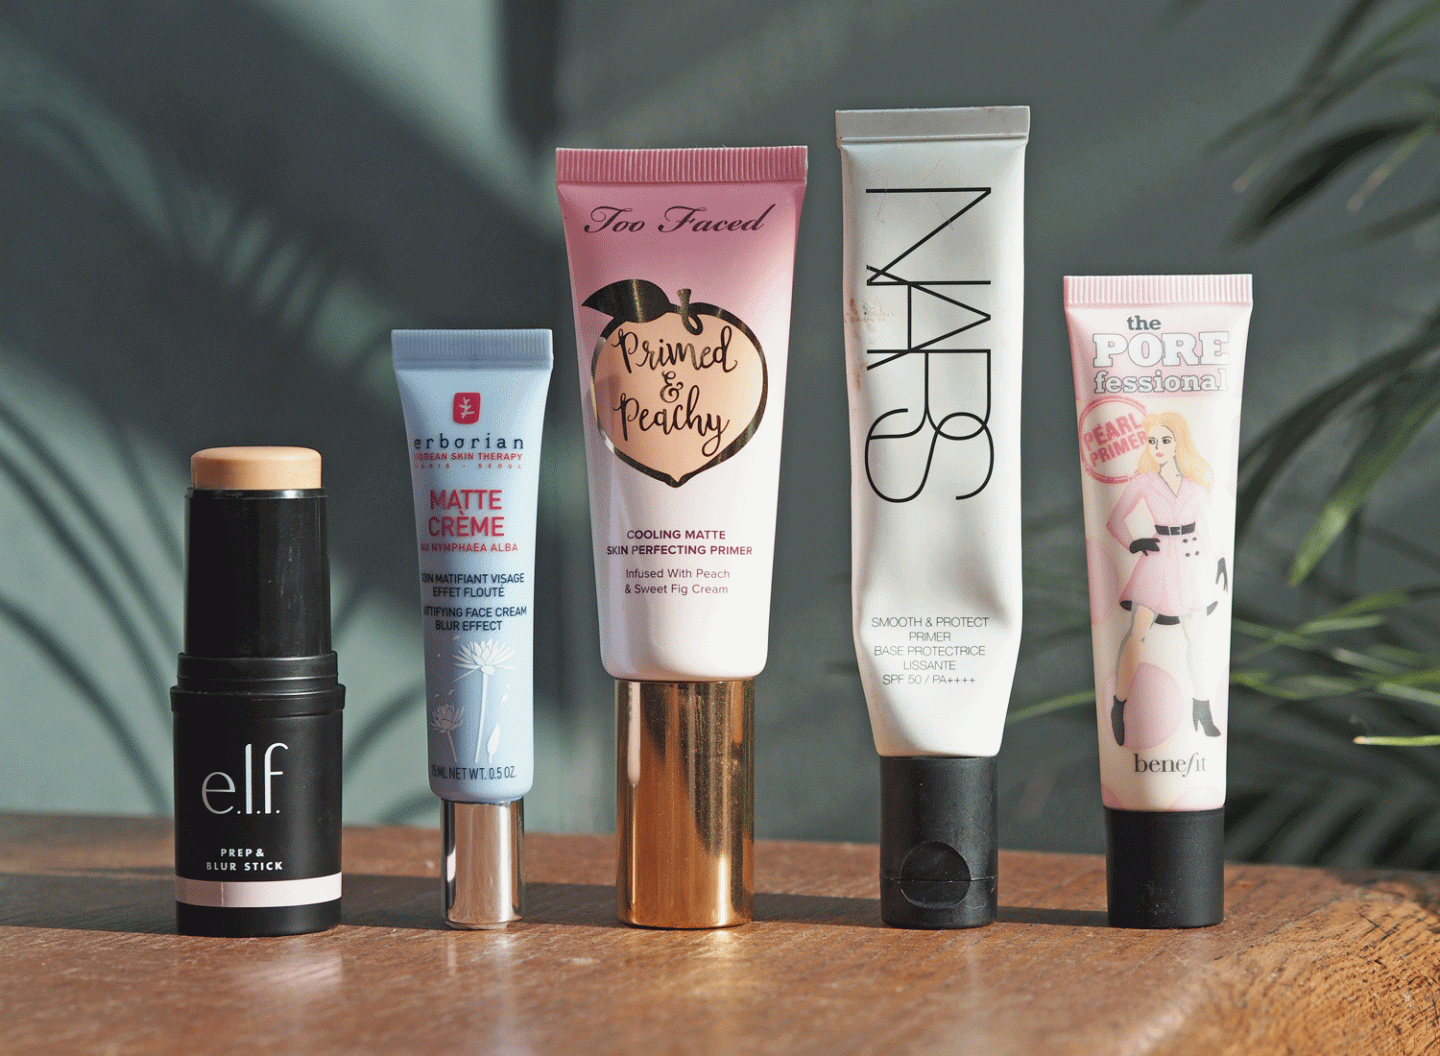 e.l.f.
PREP &
BLUR STICK
erborian
KOREAN SKIN THERAPY
PARIS · SEOUL
MATTE
CRÈME
AU NYMPHAEA ALBA
SOIN MATIFIANT VISAGE
EFFET FLOUTÉ
MATTIFYING FACE CREAM
BLUR EFFECT
15 ML NET WT. 0.5 OZ.
Too Faced
Primed
&
Peachy
COOLING MATTE
SKIN PERFECTING PRIMER
Infused With Peach
& Sweet Fig Cream
NARS
SMOOTH & PROTECT
PRIMER
BASE PROTECTRICE
LISSANTE
SPF 50 / PA++++
the
PORE
fessional
PEARL
PRIMER
benefit